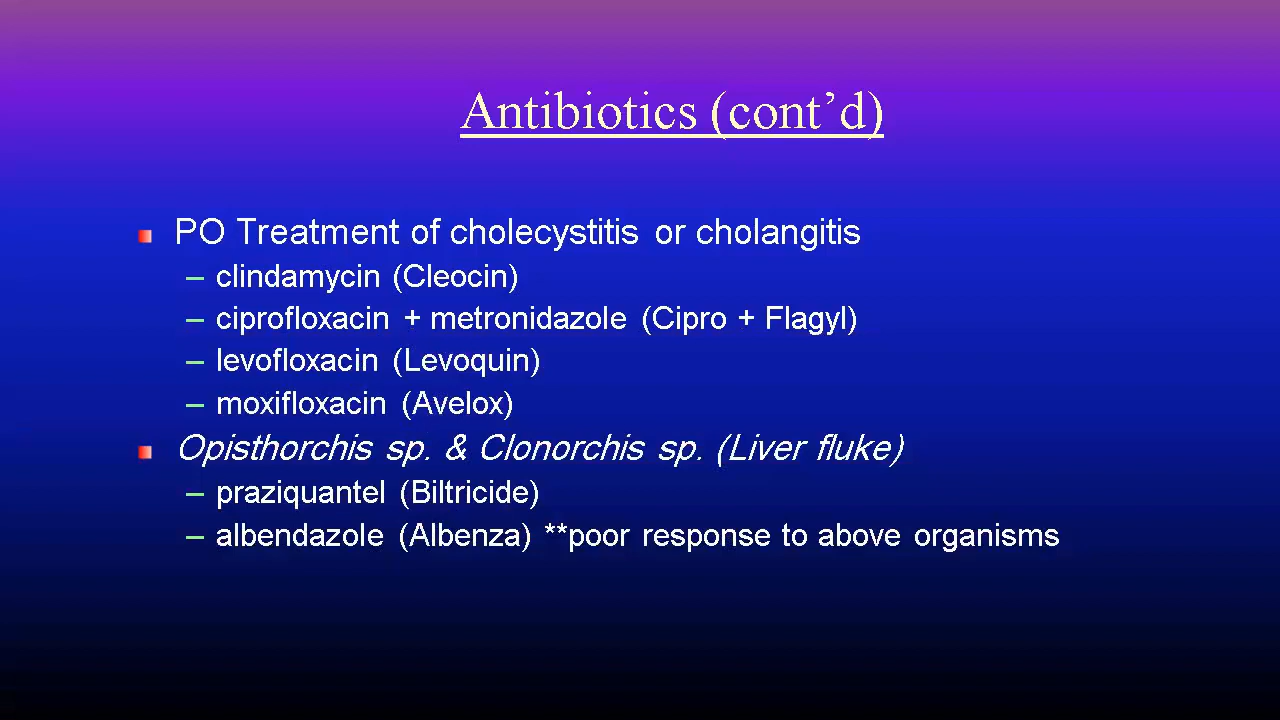 Antibiotics (cont’d)
PO Treatment of cholecystitis or cholangitis
– clindamycin (Cleocin)
– ciprofloxacin + metronidazole (Cipro + Flagyl)
– levofloxacin (Levoquin)
– moxifloxacin (Avelox)
Opisthorchis sp. & Clonorchis sp. (Liver fluke)
– praziquantel (Biltricide)
– albendazole (Albenza) **poor response to above organisms